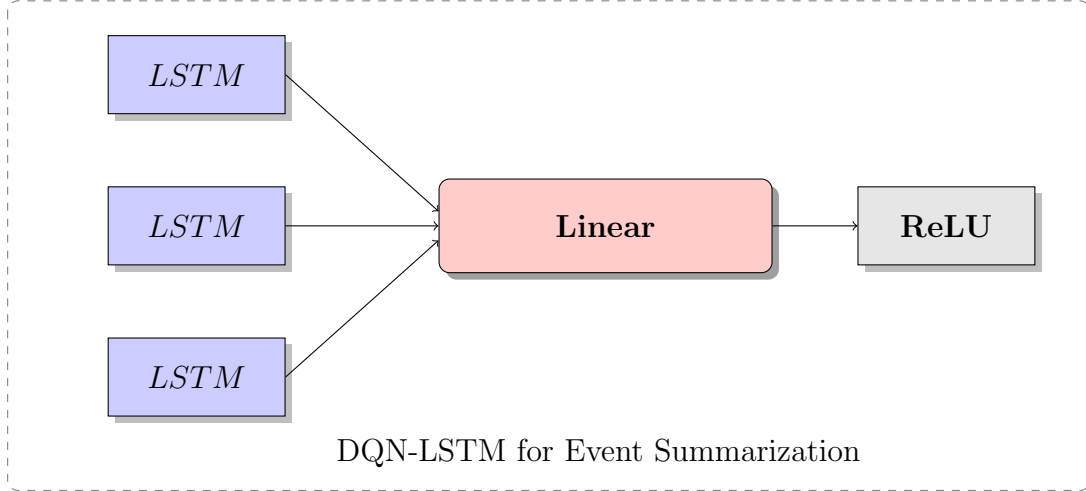 LSTM
LSTM
Linear
ReLU
LSTM
DQN-LSTM for Event Summarization